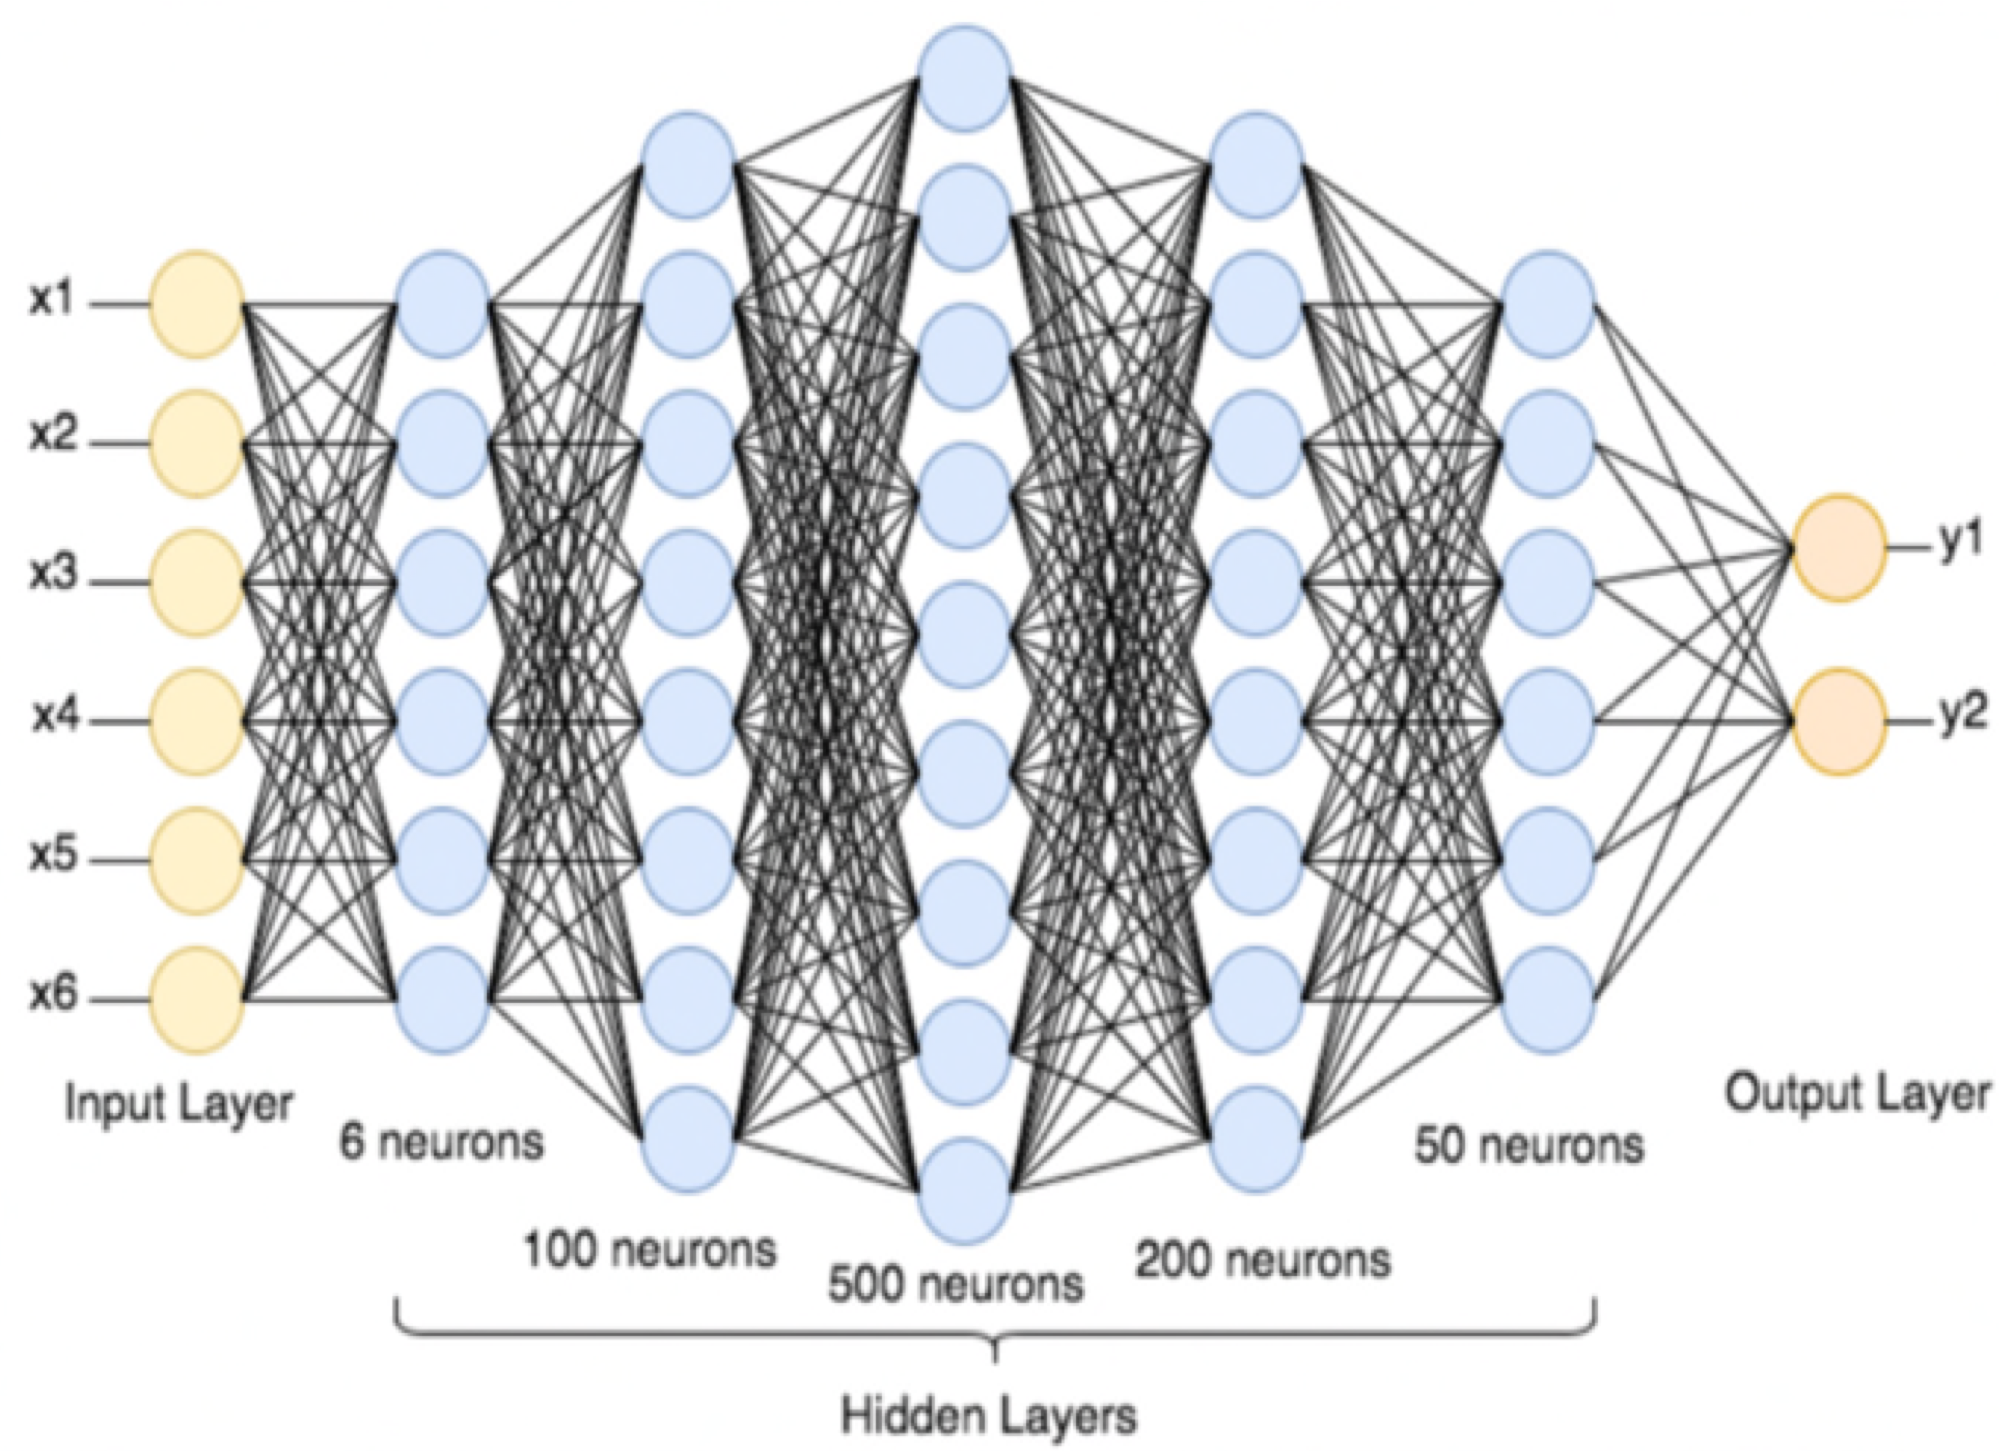 x1
x2
x3
x4
x5
x6
y1
y2
Input Layer
Output Layer
6 neurons
50 neurons
100 neurons
500 neurons
200 neurons
Hidden Layers